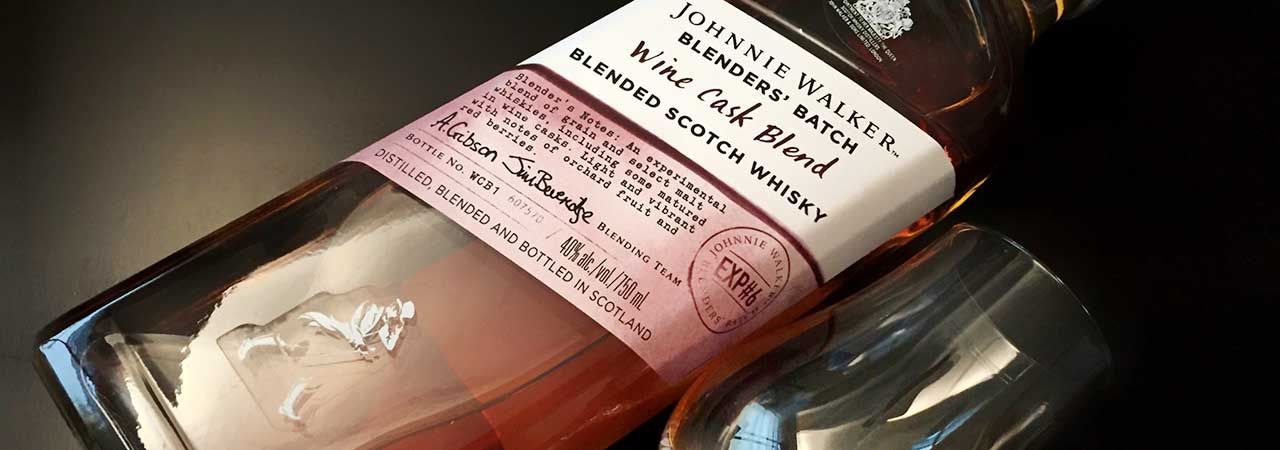 JOHNNIE WALKER™
BLENDERS' BATCH
Wine Cask Blend
BLENDED SCOTCH WHISKY
Blender's Notes: An experimental
blend of grain and select malt
whiskies, including some matured
in wine casks. Light and vibrant
with notes of orchard fruit and
red berries.
A.Gibson Jim Beveridge BLENDING TEAM
BOTTLE NO. WCB1 607570 / 40% alc./vol./750 ml
DISTILLED, BLENDED AND BOTTLED IN SCOTLAND
JOHNNIE WALKER
EXP#6